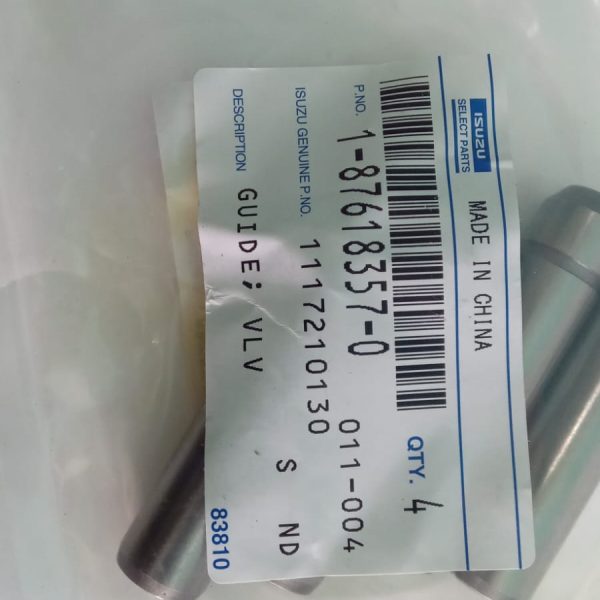 ISUZU
SELECT PARTS
MADE IN CHINA
QTY. 4
P.NO. 1-87618357-0
011-004
ISUZU GENUINE P.NO. 1117210130
S ND
DESCRIPTION GUIDE; VLV
83810